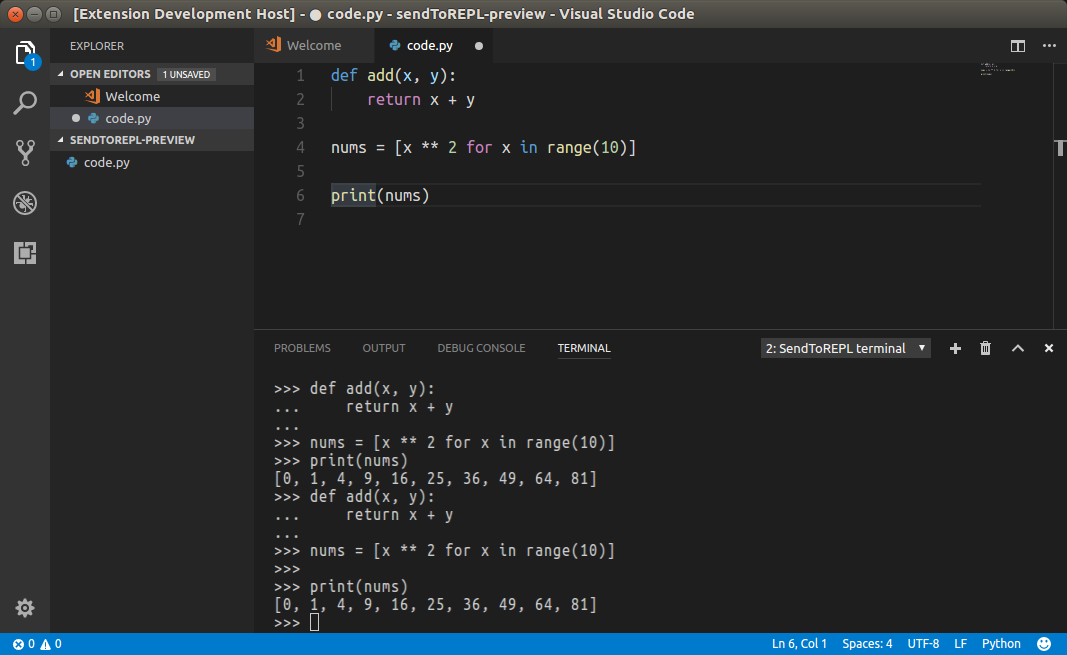 [Extension Development Host] - ● code.py - sendToREPL-preview - Visual Studio Code
EXPLORER
1
OPEN EDITORS 1 UNSAVED
Welcome
code.py
SENDTOREPL-PREVIEW
code.py
Welcome
code.py
1 def add(x, y):
2     return x + y
3
4 nums = [x ** 2 for x in range(10)]
5
6 print(nums)
7
PROBLEMS OUTPUT DEBUG CONSOLE TERMINAL 2: SendToREPL terminal
>>> def add(x, y):
...     return x + y
...
>>> nums = [x ** 2 for x in range(10)]
>>> print(nums)
[0, 1, 4, 9, 16, 25, 36, 49, 64, 81]
>>> def add(x, y):
...     return x + y
...
>>> nums = [x ** 2 for x in range(10)]
>>>
>>> print(nums)
[0, 1, 4, 9, 16, 25, 36, 49, 64, 81]
>>>
0 0 Ln 6, Col 1 Spaces: 4 UTF-8 LF Python